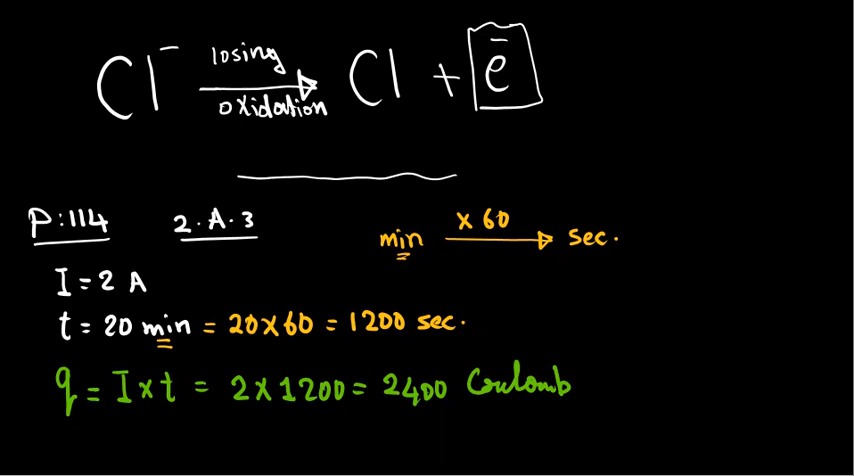 Cl⁻ losing oxidation Cl + e⁻
P:114 2.A.3
min × 60 sec.
I = 2 A
t = 20 min = 20 × 60 = 1200 sec.
q = I × t = 2 × 1200 = 2400 Coulomb